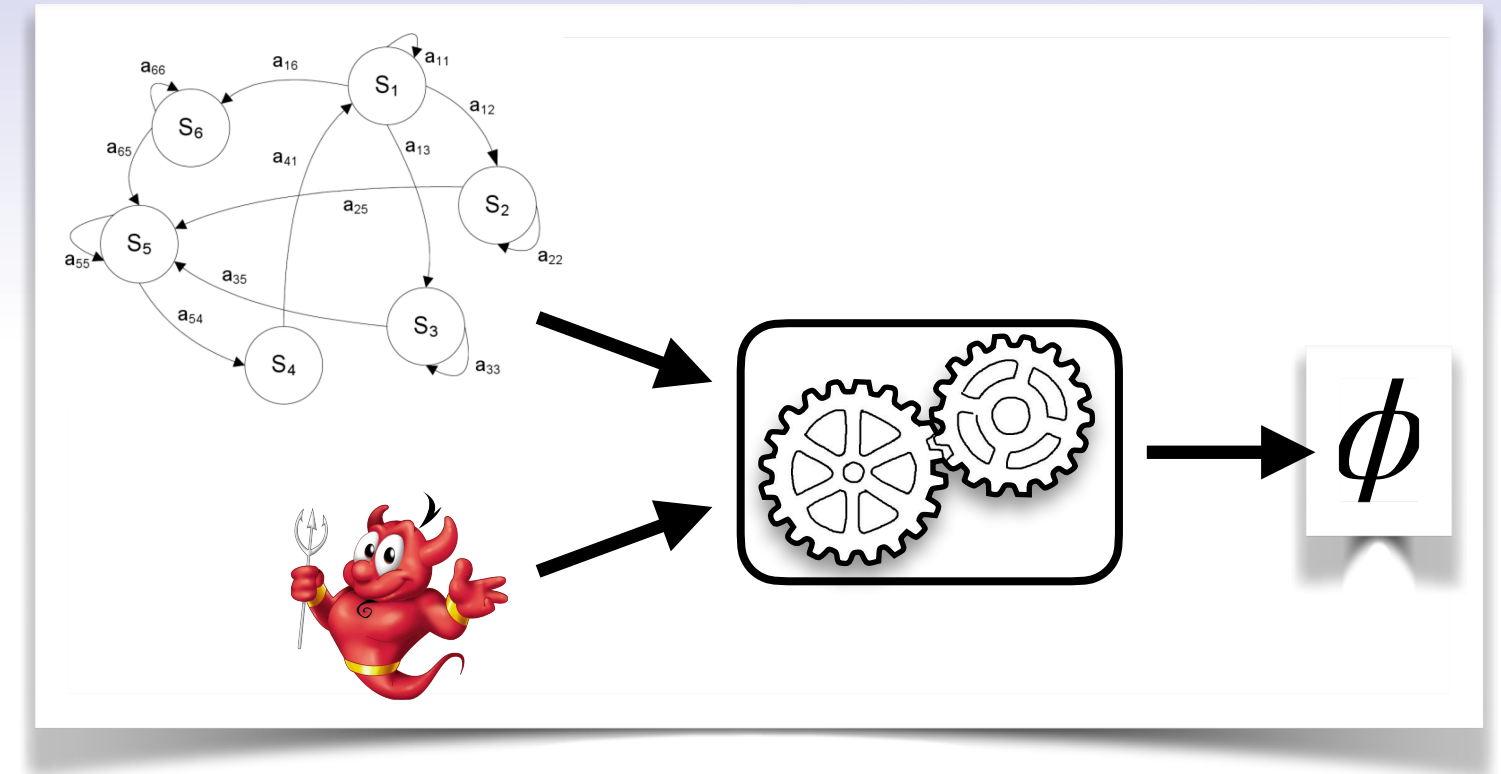 a₁₁
a₁₆
a₆₆
S₁
a₁₂
S₆
a₆₅
a₄₁
a₁₃
S₂
a₂₅
S₅
a₅₅
a₂₂
a₃₅
a₅₄
S₃
S₄
a₃₃
ϕ